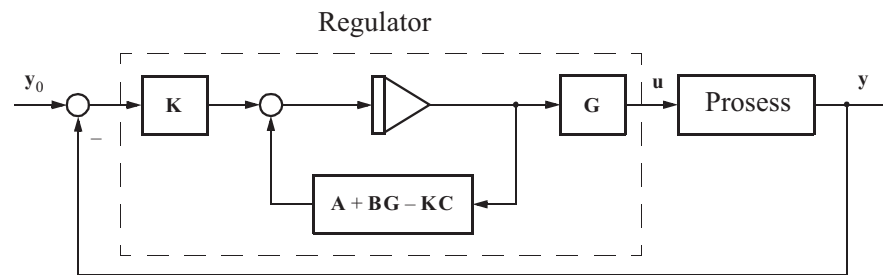 Regulator
y₀
K
G
u
Prosess
y
–
A + BG – KC